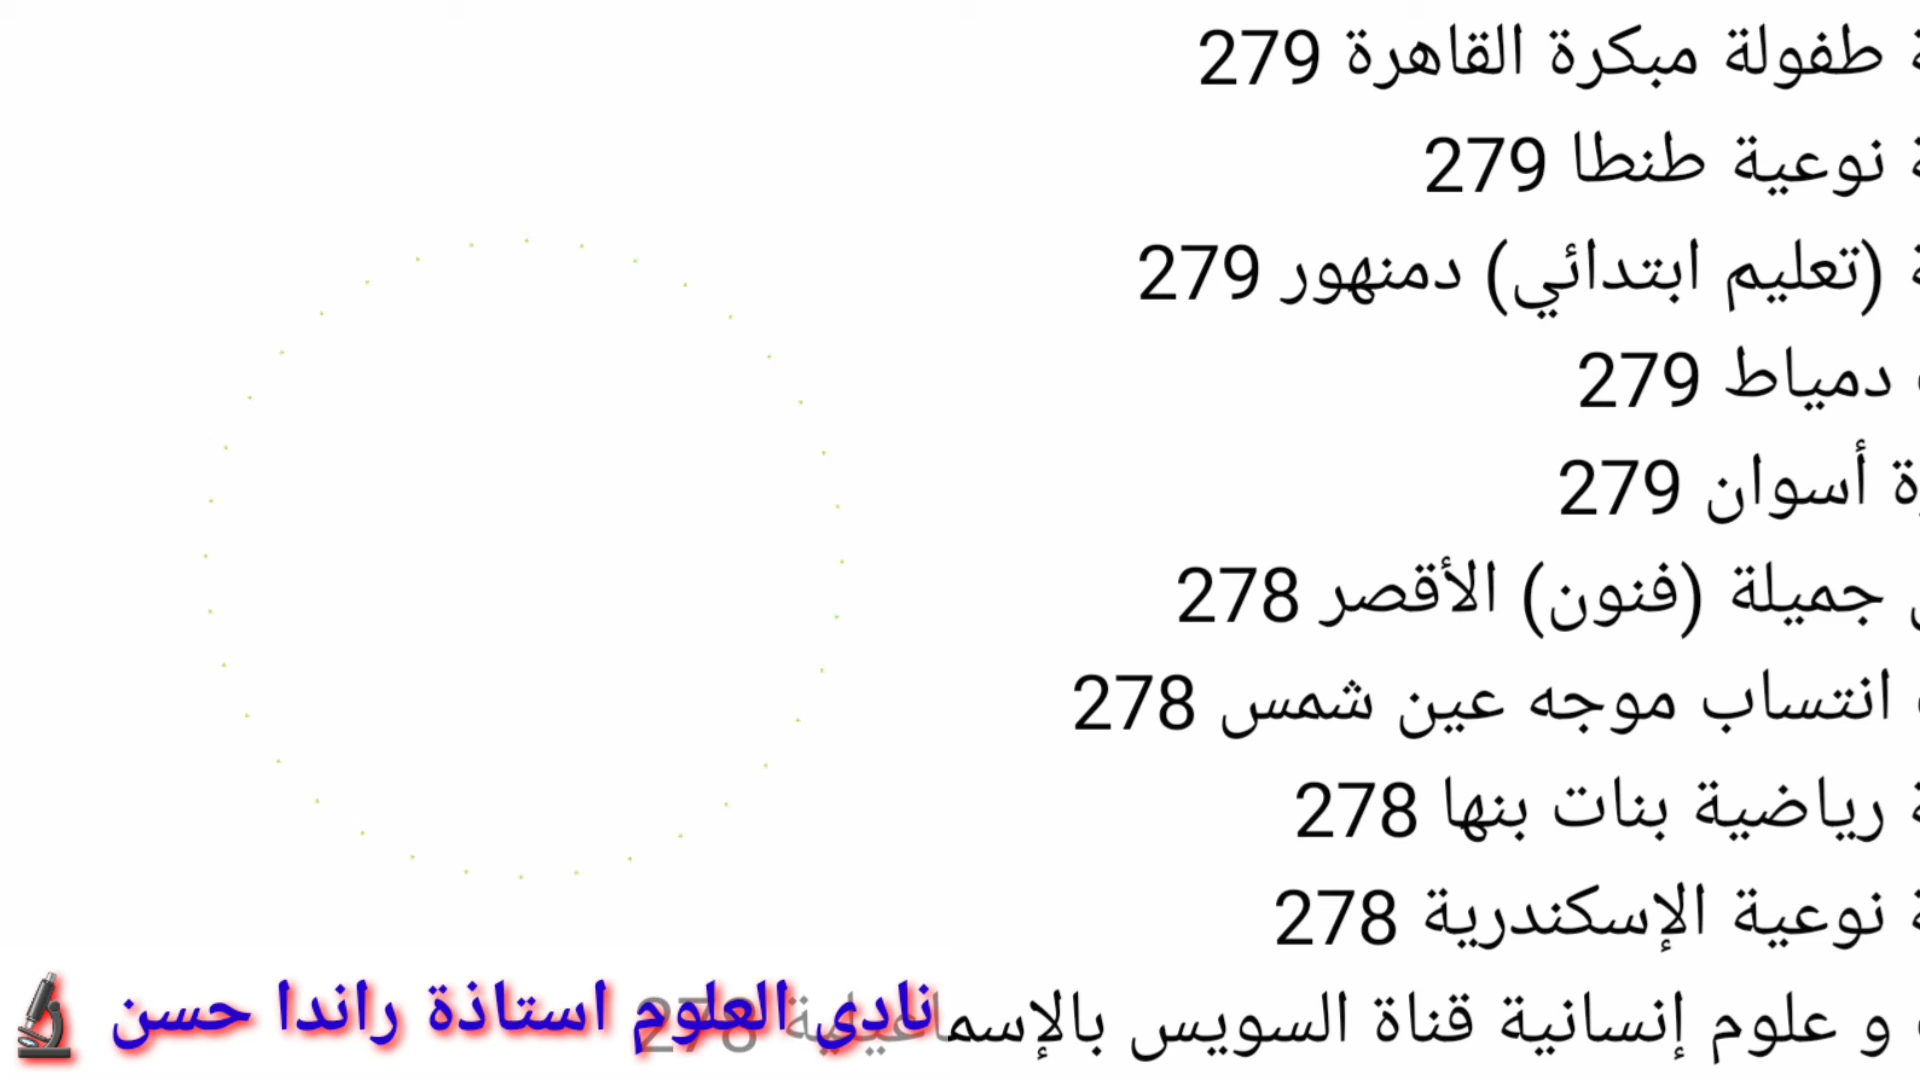 طفولة مبكرة القاهرة 279
نوعية طنطا 279
(تعليم ابتدائي) دمنهور 279
دمياط 279
أسوان 279
جميلة (فنون) الأقصر 278
انتساب موجه عين شمس 278
رياضية بنات بنها 278
نوعية الإسكندرية 278
و علوم إنسانية قناة السويس بالإسماعيلية 278
نادي العلوم استاذة راندا حسن